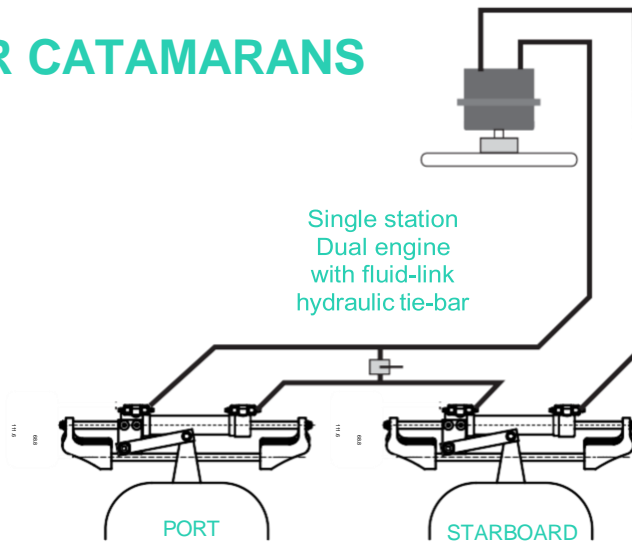 R CATAMARANS
Single station
Dual engine
with fluid-link
hydraulic tie-bar
PORT
STARBOARD